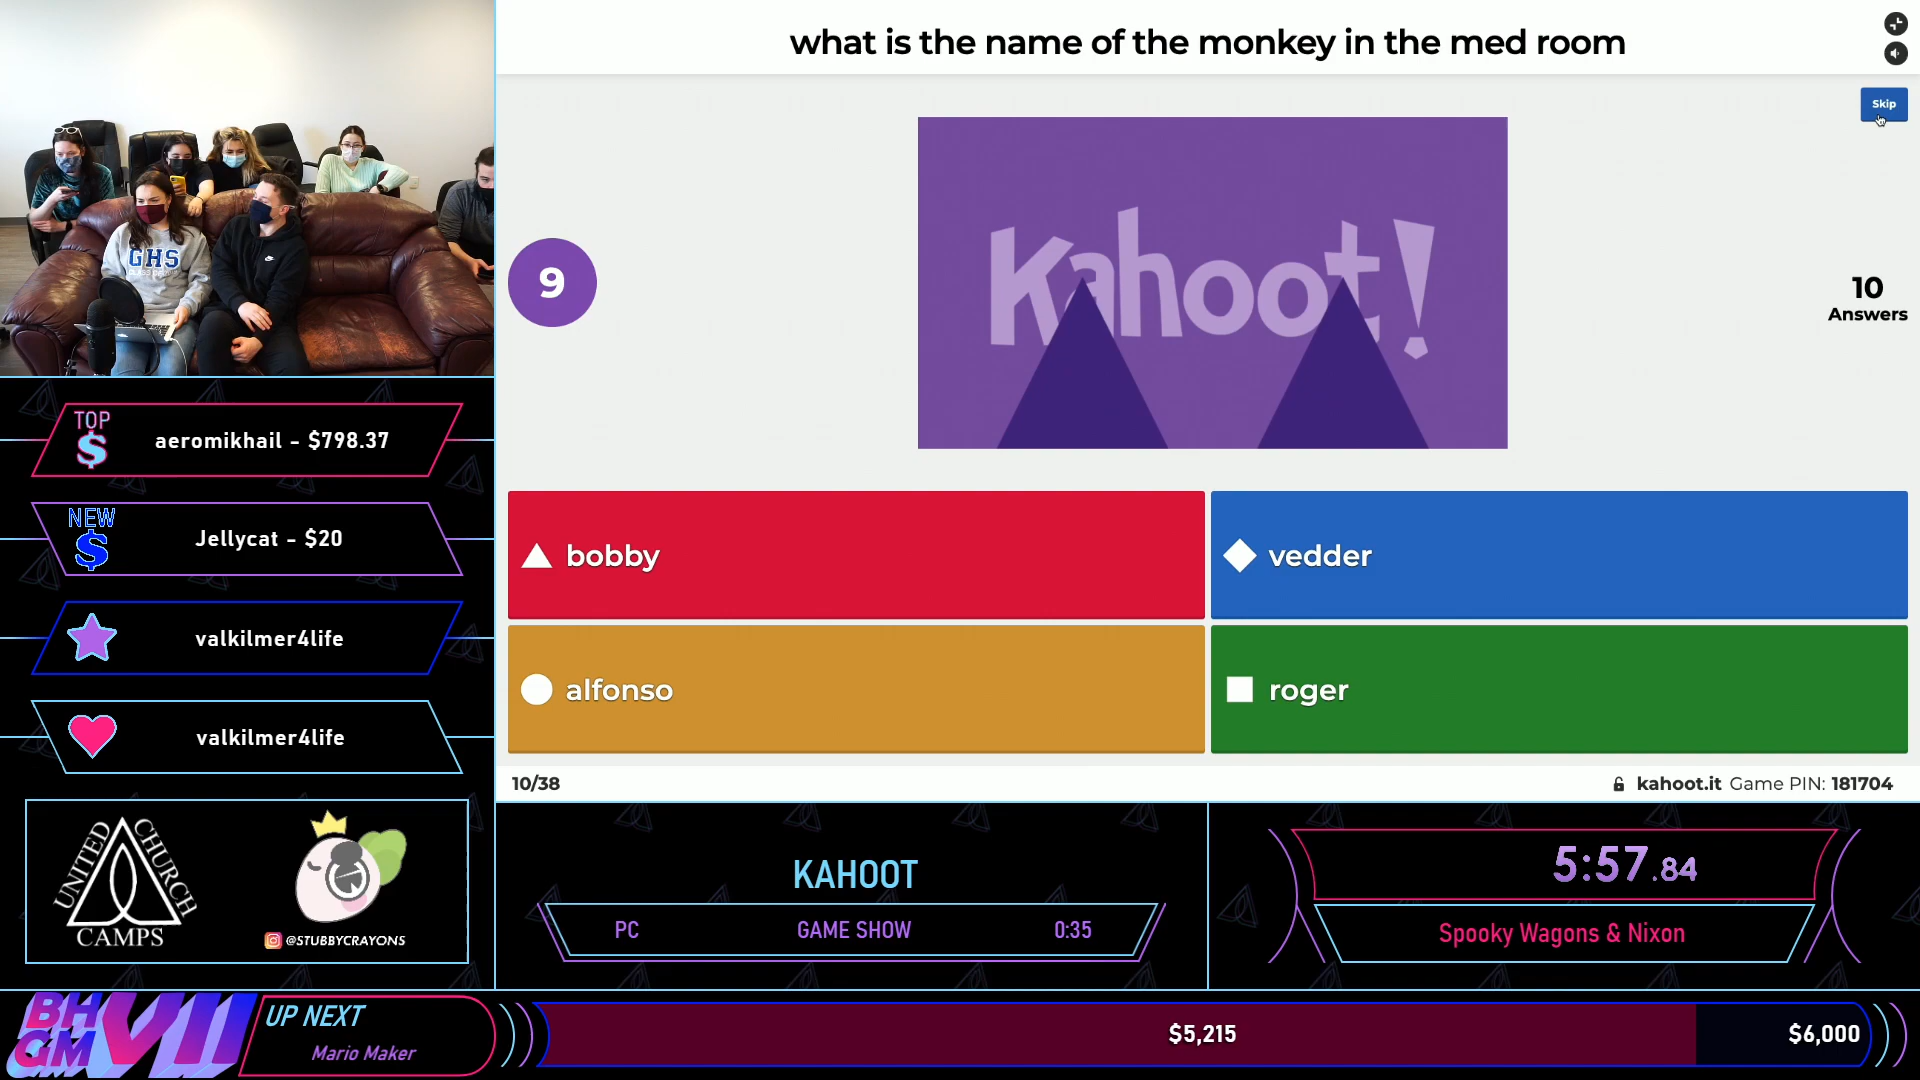 what is the name of the monkey in the med room
Skip
9
Kahoot!
10
Answers
bobby
vedder
alfonso
roger
10/38
kahoot.it Game PIN: 181704
GHS
TOP
$
aeromikhail - $798.37
NEW
$
Jellycat - $20
valkilmer4life
valkilmer4life
UNITED CHURCH
CAMPS
@STUBBYCRAYONS
KAHOOT
PC GAME SHOW 0:35
5:57.84
Spooky Wagons & Nixon
BH
GM
VII
UP NEXT
Mario Maker
$5,215
$6,000